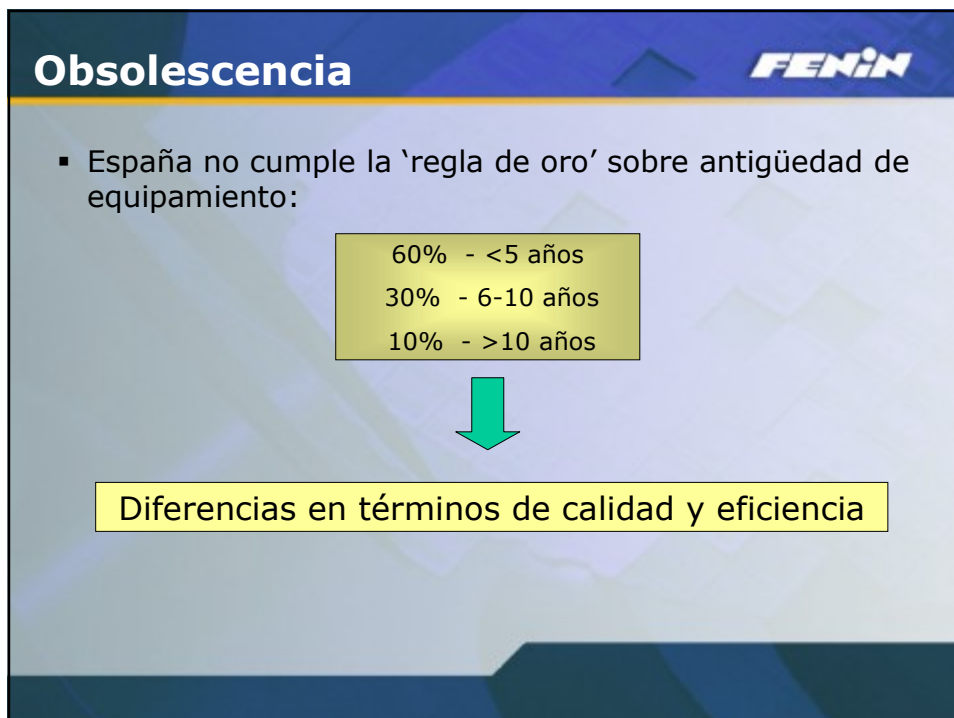 Obsolescencia
FENiN
▪ España no cumple la ‘regla de oro’ sobre antigüedad de
equipamiento:
60% - <5 años
30% - 6-10 años
10% - >10 años
Diferencias en términos de calidad y eficiencia